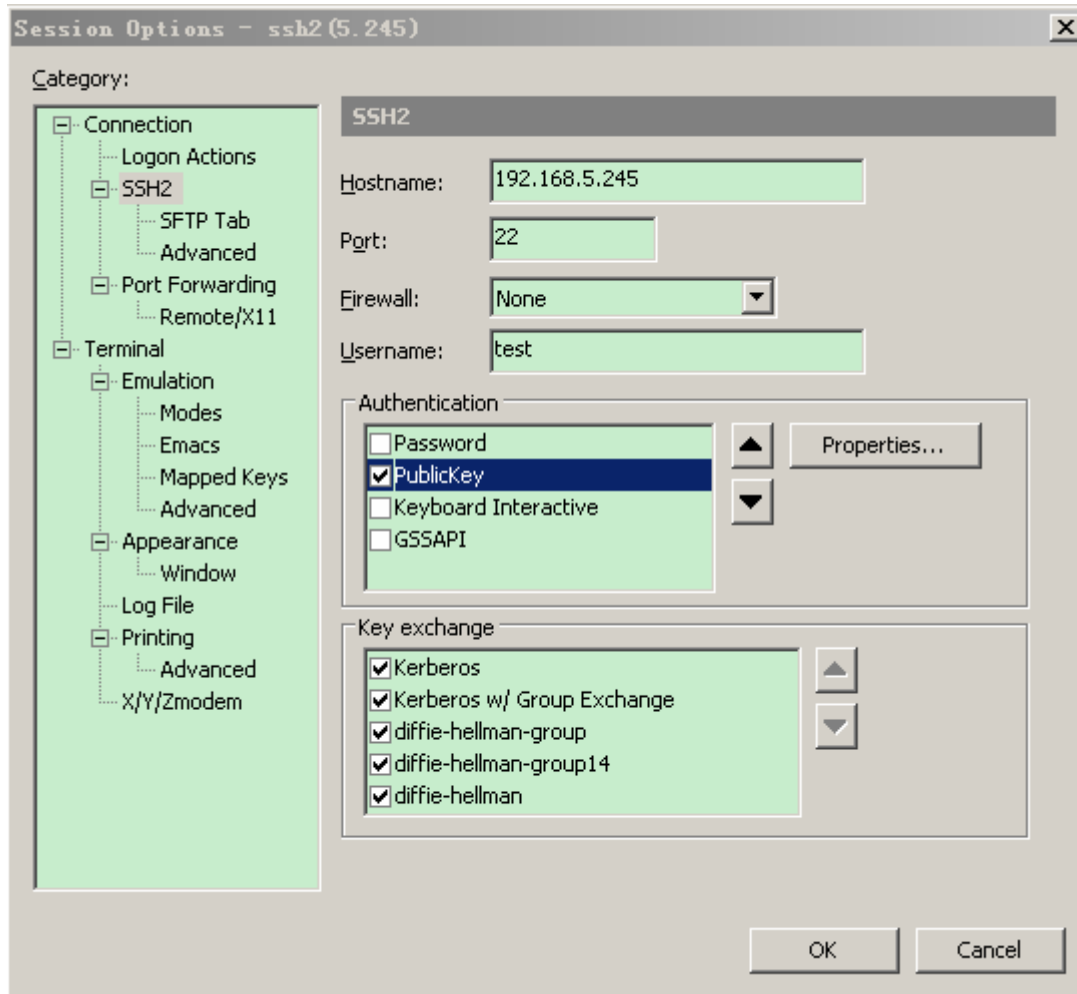 Session Options - ssh2 (5.245)
Category:
Connection
Logon Actions
SSH2
SFTP Tab
Advanced
Port Forwarding
Remote/X11
Terminal
Emulation
Modes
Emacs
Mapped Keys
Advanced
Appearance
Window
Log File
Printing
Advanced
X/Y/Zmodem
SSH2
Hostname: 192.168.5.245
Port: 22
Firewall: None
Username: test
Authentication
Password
PublicKey
Keyboard Interactive
GSSAPI
Properties...
Key exchange
Kerberos
Kerberos w/ Group Exchange
diffie-hellman-group
diffie-hellman-group14
diffie-hellman
OK Cancel